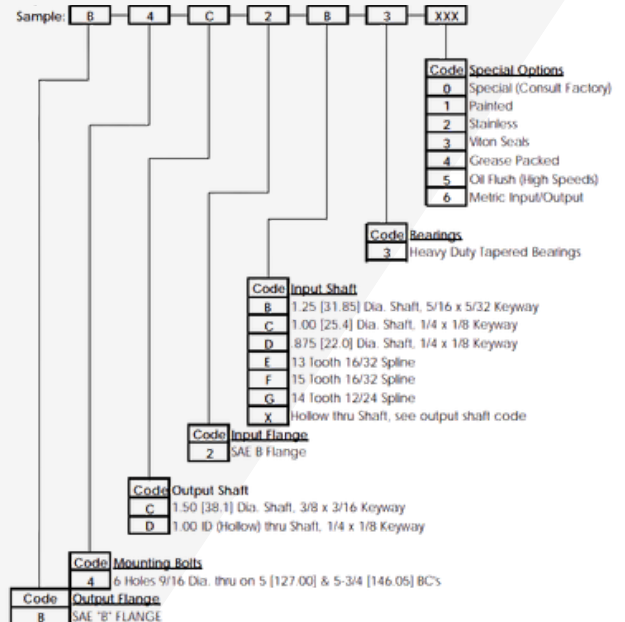 Sample: B 4 C 2 B 3 XXX
Code Special Options
0 Special (Consult Factory)
1 Painted
2 Stainless
3 Viton Seals
4 Grease Packed
5 Oil Flush (High Speeds)
6 Metric Input/Output
Code Bearings
3 Heavy Duty Tapered Bearings
Code Input Shaft
B 1.25 [31.85] Dia. Shaft, 5/16 x 5/32 Keyway
C 1.00 [25.4] Dia. Shaft, 1/4 x 1/8 Keyway
D .875 [22.0] Dia. Shaft, 1/4 x 1/8 Keyway
E 13 Tooth 16/32 Spline
F 15 Tooth 16/32 Spline
G 14 Tooth 12/24 Spline
X Hollow thru Shaft, see output shaft code
Code Input Flange
2 SAE B Flange
Code Output Shaft
C 1.50 [38.1] Dia. Shaft, 3/8 x 3/16 Keyway
D 1.00 ID (Hollow) thru Shaft, 1/4 x 1/8 Keyway
Code Mounting Bolts
4 6 Holes 9/16 Dia. thru on 5 [127.00] & 5-3/4 [146.05] BC's
Code Output Flange
B SAE "B" FLANGE